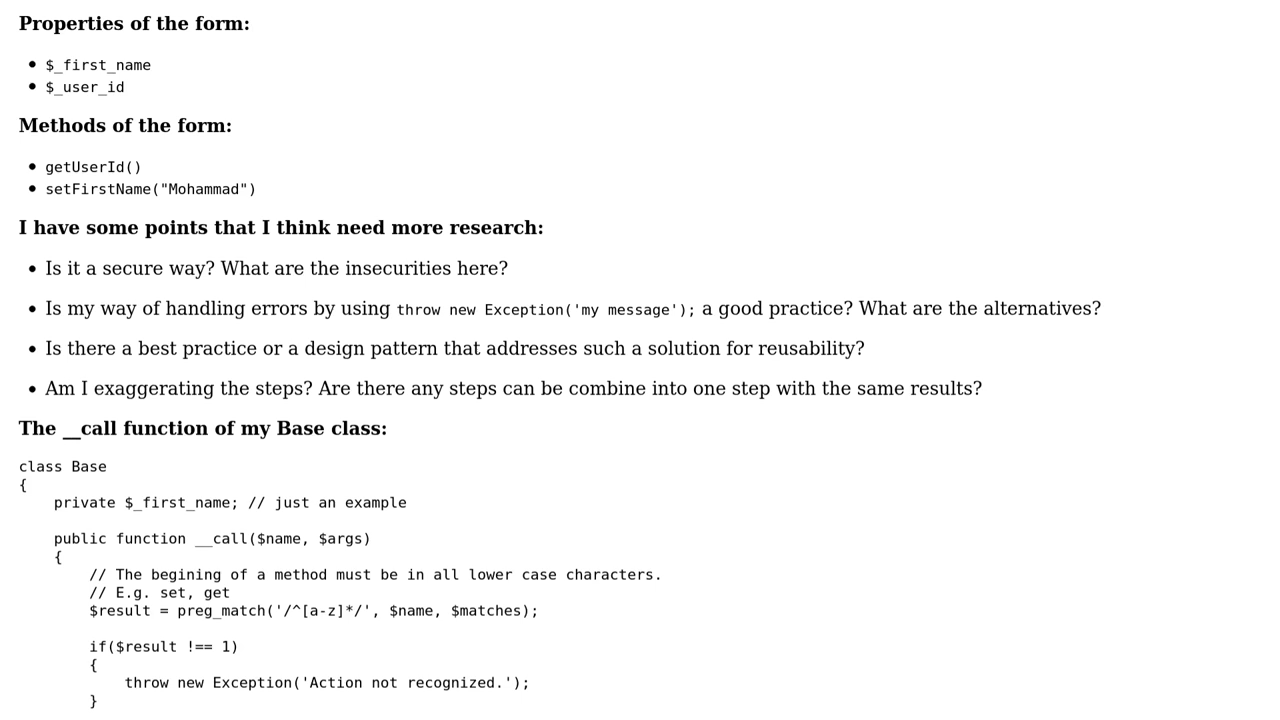 Properties of the form:
• $_first_name
• $_user_id
Methods of the form:
• getUserId()
• setFirstName("Mohammad")
I have some points that I think need more research:
• Is it a secure way? What are the insecurities here?
• Is my way of handling errors by using throw new Exception('my message'); a good practice? What are the alternatives?
• Is there a best practice or a design pattern that addresses such a solution for reusability?
• Am I exaggerating the steps? Are there any steps can be combine into one step with the same results?
The __call function of my Base class:
class Base
{
    private $_first_name; // just an example

    public function __call($name, $args)
    {
        // The begining of a method must be in all lower case characters.
        // E.g. set, get
        $result = preg_match('/^[a-z]*/', $name, $matches);

        if($result !== 1)
        {
            throw new Exception('Action not recognized.');
        }